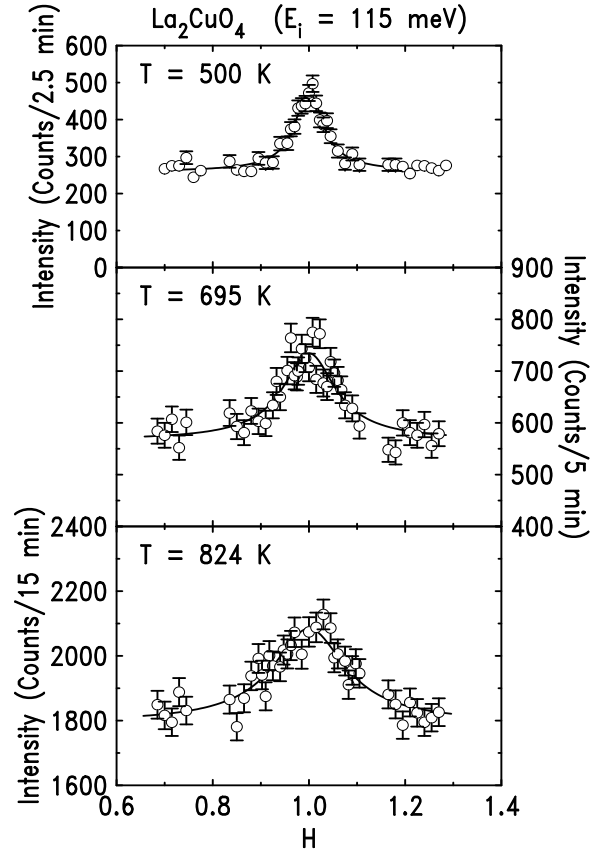 La₂CuO₄ (Eᵢ = 115 meV)
600
500
400
300
200
100
0
Intensity (Counts/2.5 min)
T = 500 K
900
800
700
600
500
400
Intensity (Counts/5 min)
T = 695 K
2400
2200
2000
1800
1600
Intensity (Counts/15 min)
T = 824 K
0.6 0.8 1.0 1.2 1.4
H